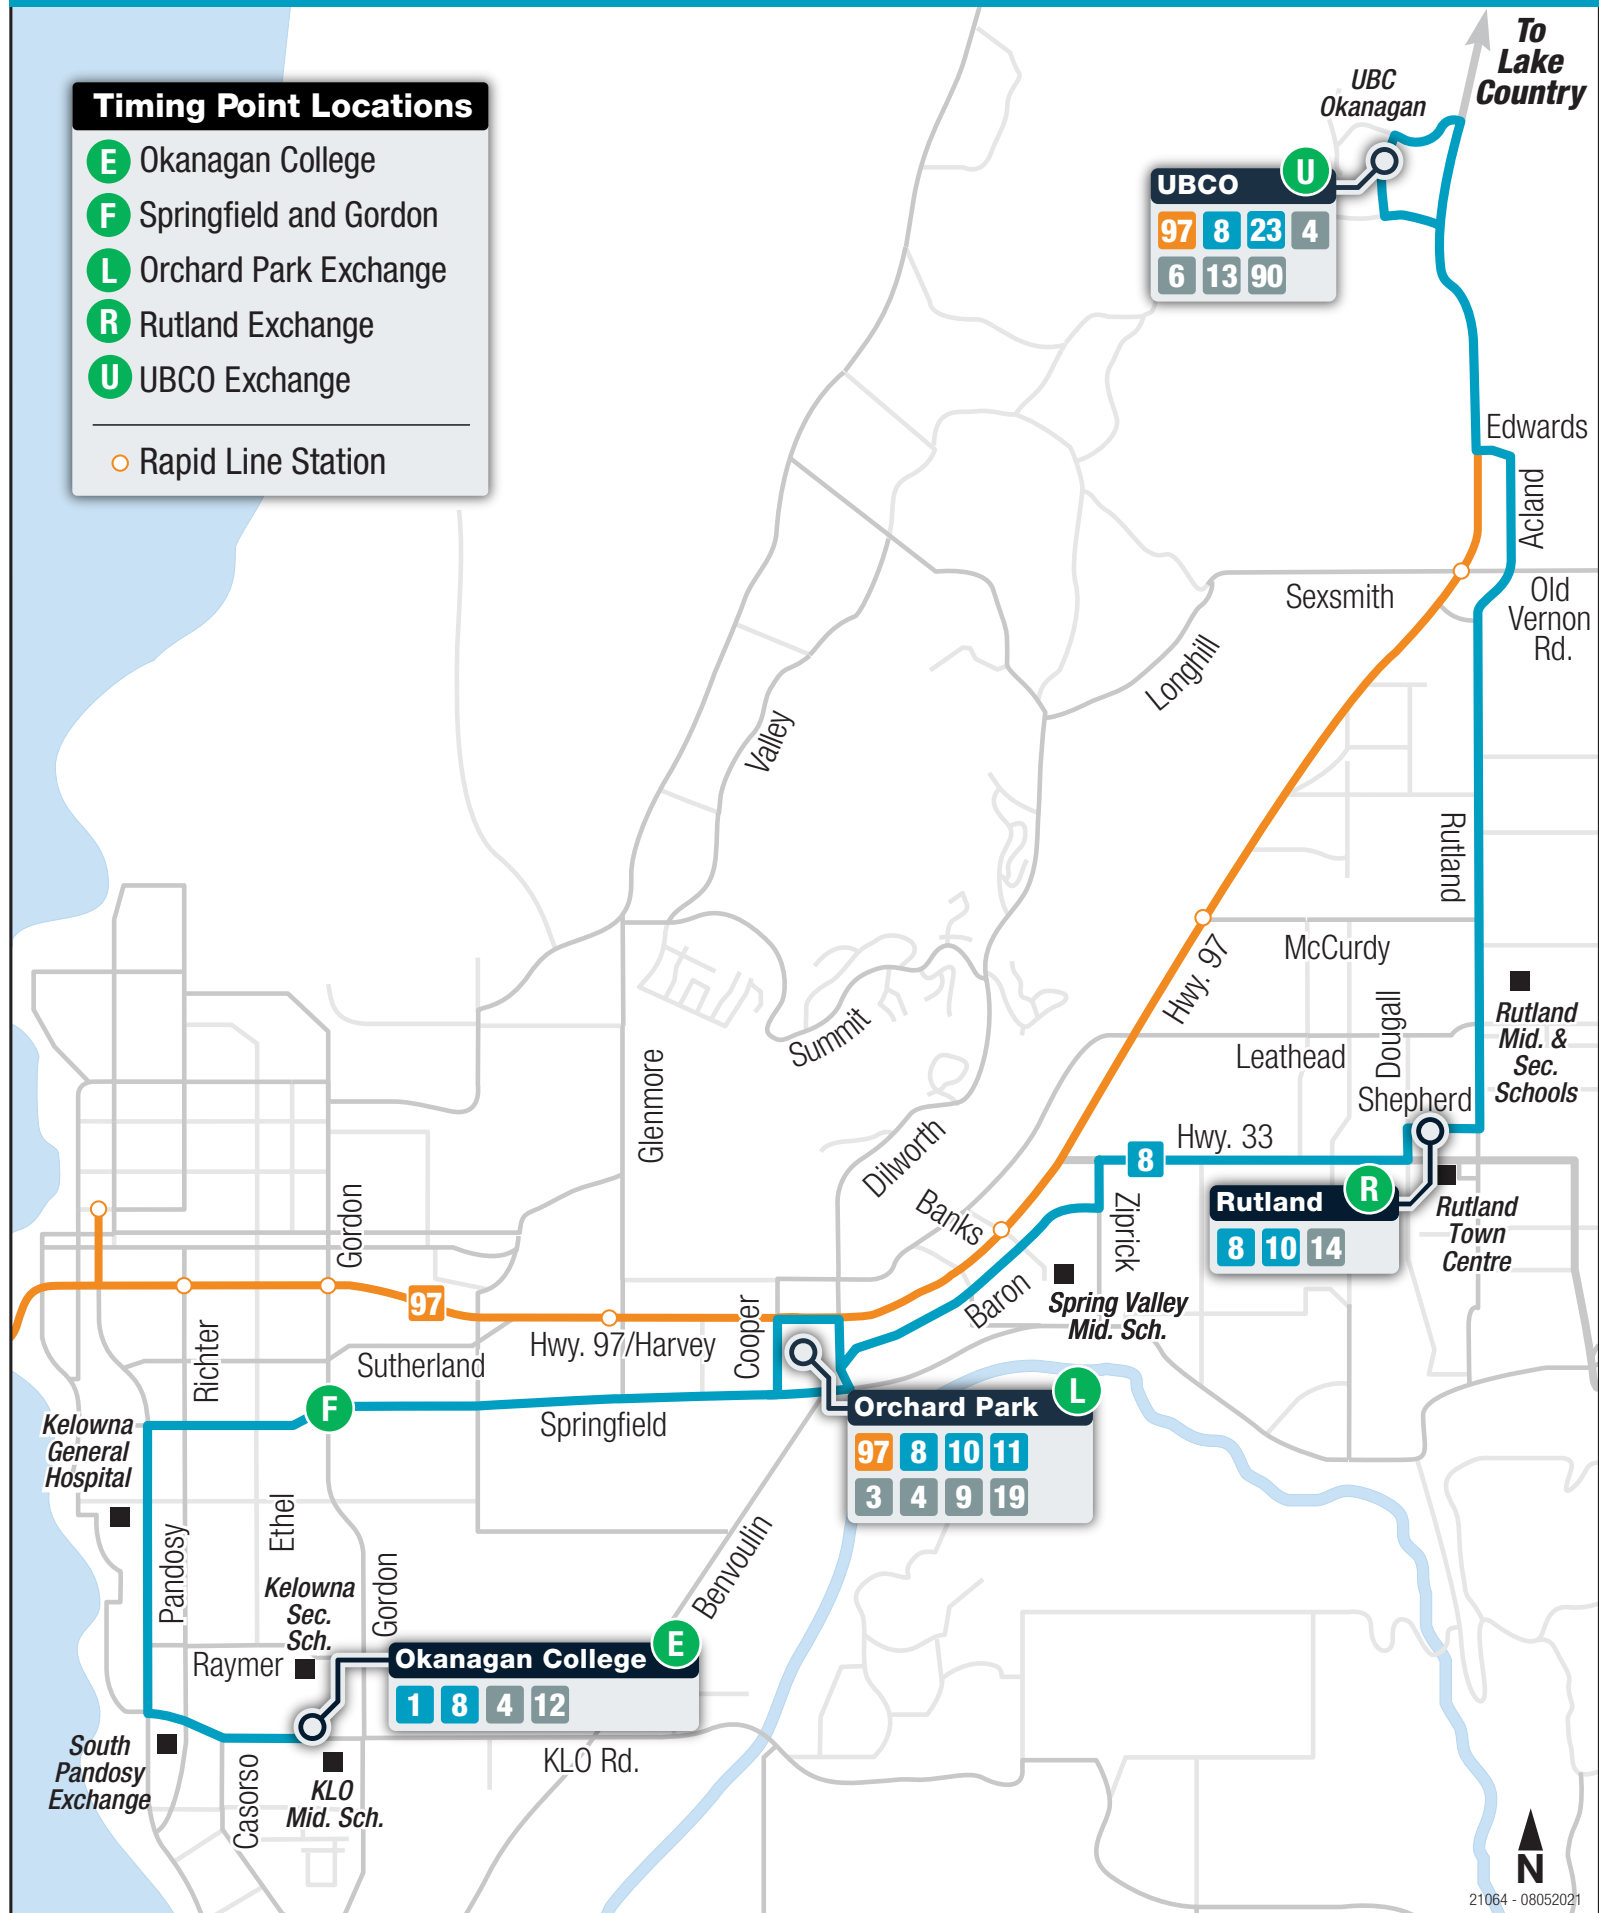 To
Lake
Country
UBC
Okanagan
Timing Point Locations
E Okanagan College
F Springfield and Gordon
L Orchard Park Exchange
R Rutland Exchange
U UBCO Exchange
Rapid Line Station
UBCO U
97 8 23 4
6 13 90
Edwards
Acland
Sexsmith
Old
Vernon
Rd.
Longhill
Valley
Rutland
McCurdy
Hwy. 97
Rutland
Mid. &
Sec.
Schools
Dougall
Summit
Leathead
Glenmore
Shepherd
Hwy. 33
8
Dilworth
Banks
Ziprick
Rutland R
8 10 14
Rutland
Town
Centre
Gordon
97
Baron
Spring Valley
Mid. Sch.
Cooper
Hwy. 97/Harvey
Richter
Sutherland
F
Springfield
Orchard Park L
97 8 10 11
3 4 9 19
Kelowna
General
Hospital
Ethel
Pandosy
Gordon
Benvoulin
Kelowna
Sec.
Sch.
Raymer
Okanagan College E
1 8 4 12
South
Pandosy
Exchange
Casorso
KLO
Mid. Sch.
KLO Rd.
N
21064 - 08052021